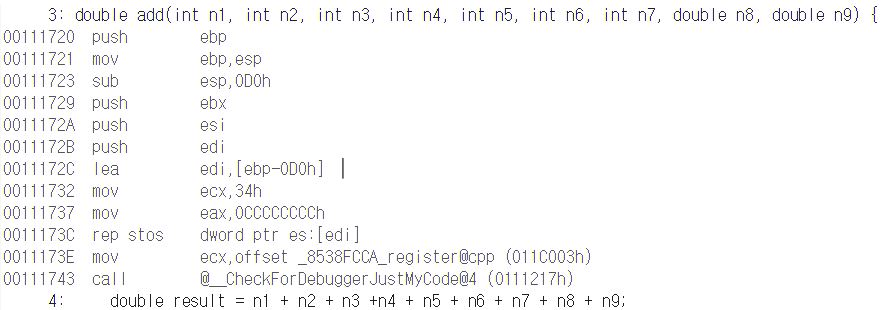 3: double add(int n1, int n2, int n3, int n4, int n5, int n6, int n7, double n8, double n9) {
00111720 push ebp
00111721 mov ebp,esp
00111723 sub esp,0D0h
00111729 push ebx
0011172A push esi
0011172B push edi
0011172C lea edi,[ebp-0D0h]
00111732 mov ecx,34h
00111737 mov eax,0CCCCCCCCh
0011173C rep stos dword ptr es:[edi]
0011173E mov ecx,offset _8538FCCA_register@cpp (011C003h)
00111743 call @__CheckForDebuggerJustMyCode@4 (0111217h)
4: double result = n1 + n2 + n3 +n4 + n5 + n6 + n7 + n8 + n9;